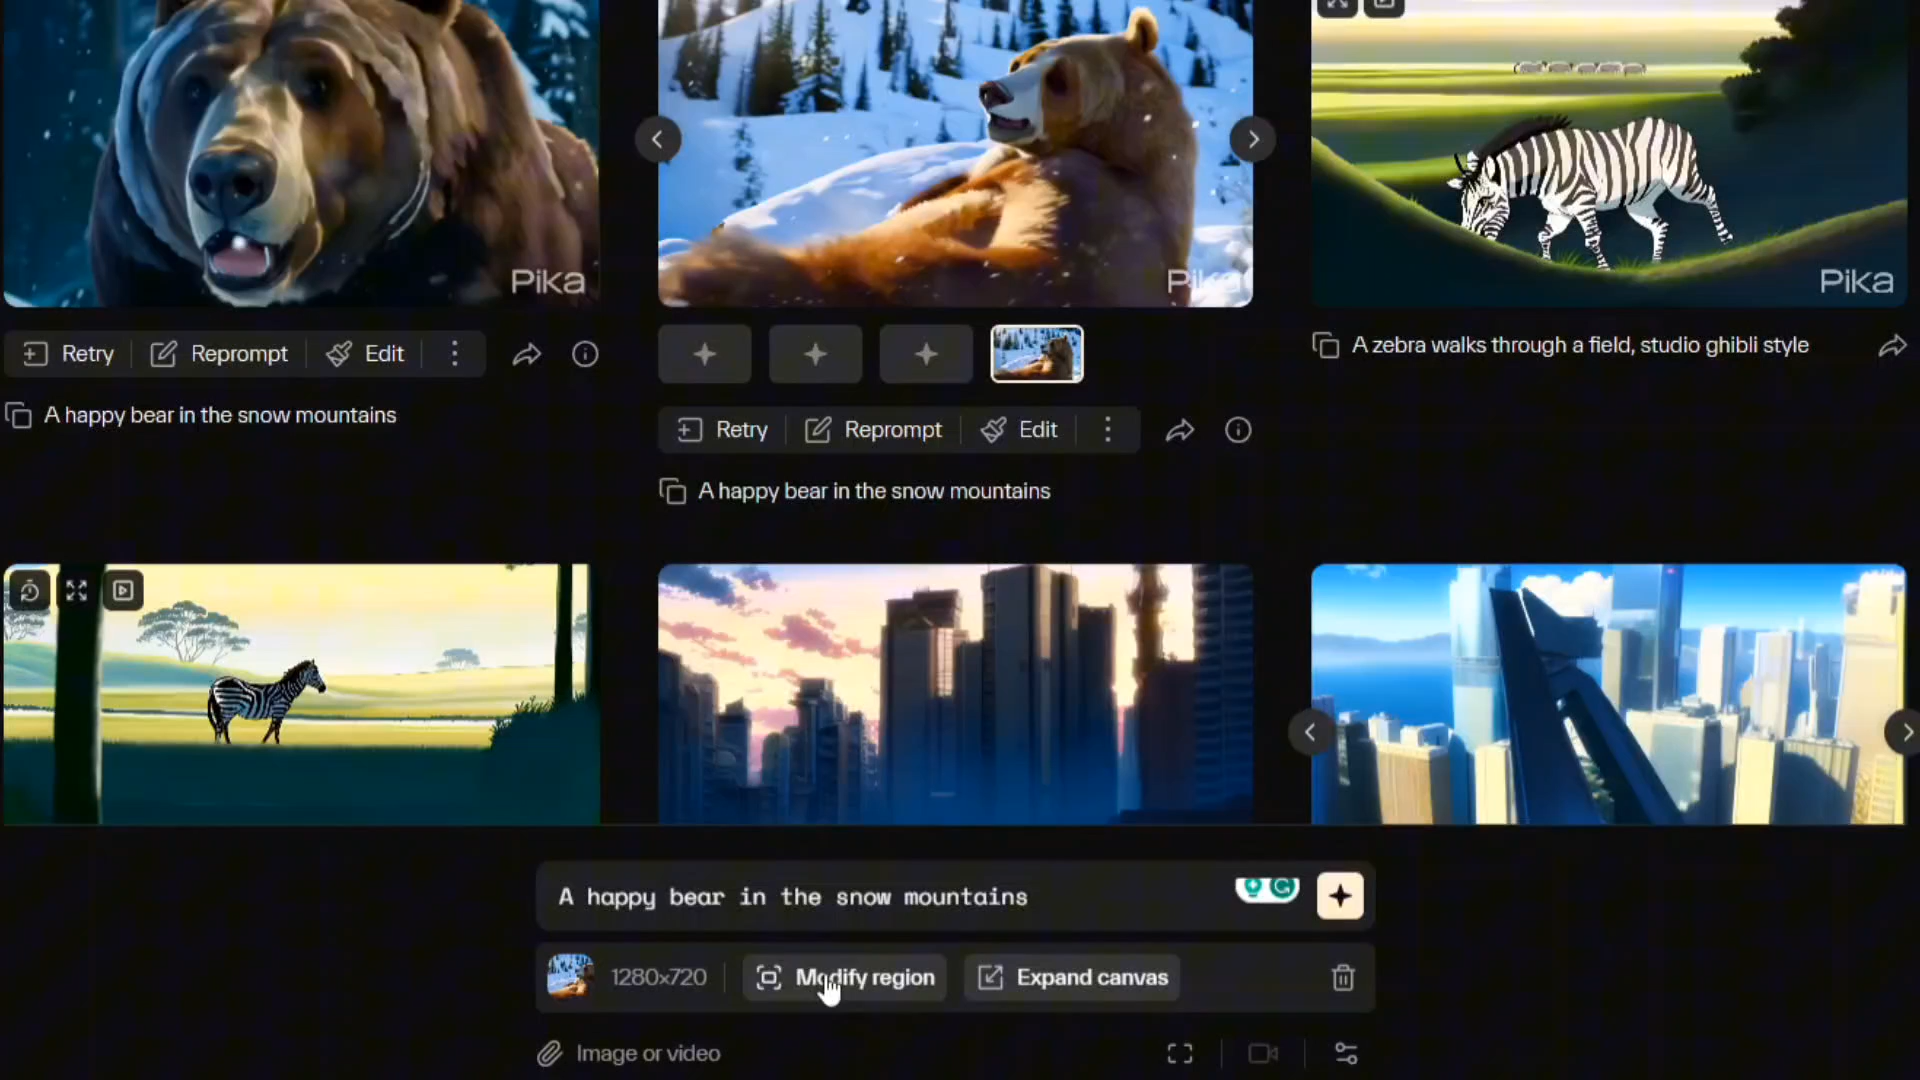 Pika
Pika
Pika
Retry Reprompt Edit
A zebra walks through a field, studio ghibli style
A happy bear in the snow mountains
Retry Reprompt Edit
A happy bear in the snow mountains
A happy bear in the snow mountains
1280×720 Modify region Expand canvas
Image or video